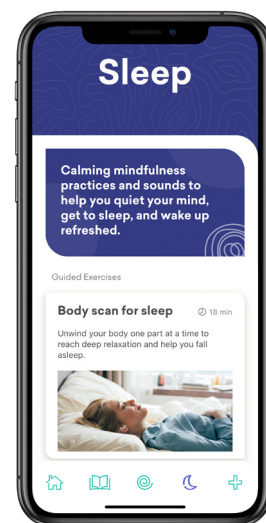 Sleep
Calming mindfulness
practices and sounds to
help you quiet your mind,
get to sleep, and wake up
refreshed.
Guided Exercises
Body scan for sleep
18 min
Unwind your body one part at a time to
reach deep relaxation and help you fall
asleep.